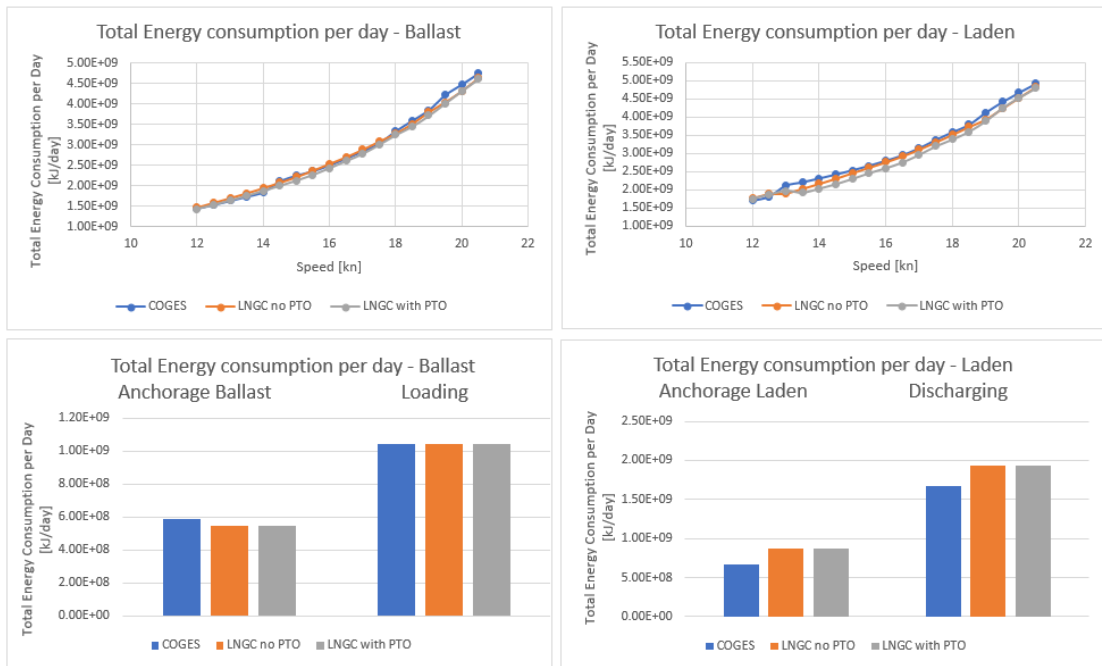 Total Energy consumption per day - Ballast
Total Energy Consumption per Day
[kJ/day]
5.00E+09
4.50E+09
4.00E+09
3.50E+09
3.00E+09
2.50E+09
2.00E+09
1.50E+09
1.00E+09
10 12 14 16 18 20 22
Speed [kn]
COGES LNGC no PTO LNGC with PTO
Total Energy consumption per day - Laden
Total Energy Consumption per Day
[kJ/day]
5.50E+09
5.00E+09
4.50E+09
4.00E+09
3.50E+09
3.00E+09
2.50E+09
2.00E+09
1.50E+09
1.00E+09
10 12 14 16 18 20 22
Speed [kn]
COGES LNGC no PTO LNGC with PTO
Total Energy consumption per day - Ballast
Anchorage Ballast Loading
Total Energy Consumption per Day
[kJ/day]
1.20E+09
1.00E+09
8.00E+08
6.00E+08
4.00E+08
2.00E+08
0.00E+00
COGES LNGC no PTO LNGC with PTO
Total Energy consumption per day - Laden
Anchorage Laden Discharging
Total Energy Consumption per Day
[kJ/day]
2.50E+09
2.00E+09
1.50E+09
1.00E+09
5.00E+08
0.00E+00
COGES LNGC no PTO LNGC with PTO